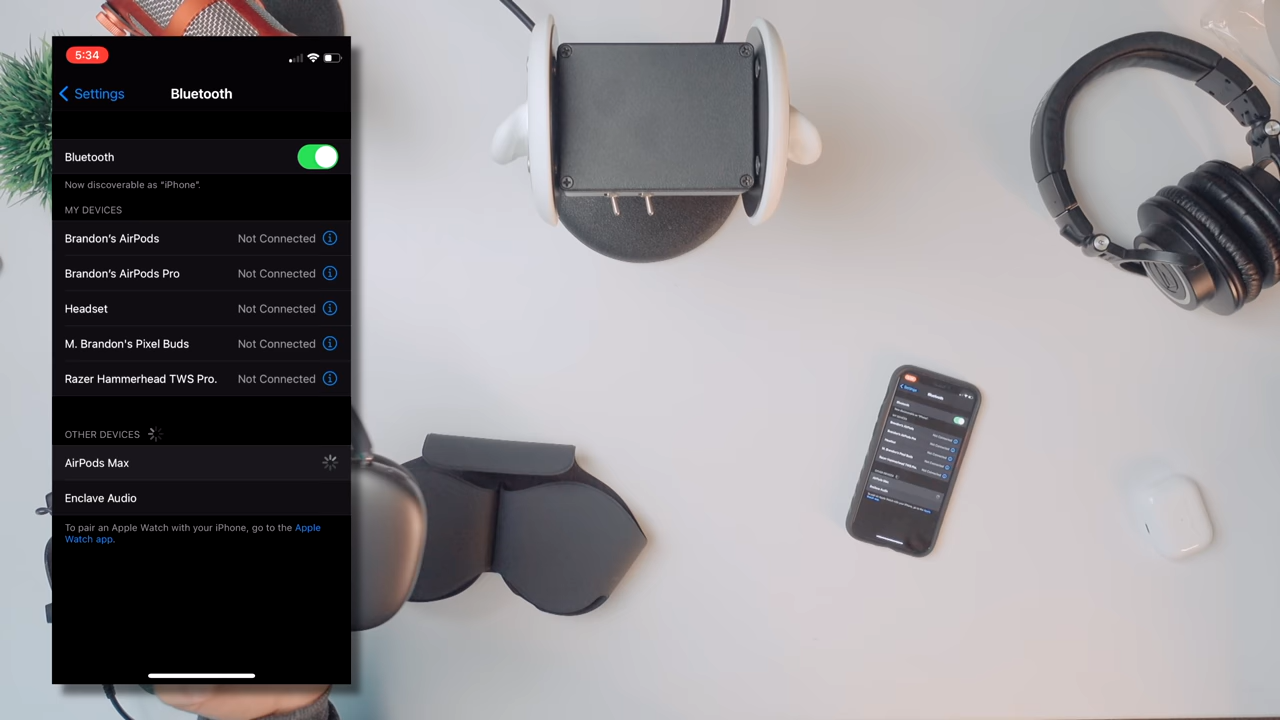 5:34
Settings
Bluetooth
Bluetooth
Now discoverable as "iPhone".
MY DEVICES
Brandon's AirPods Not Connected
Brandon's AirPods Pro Not Connected
Headset Not Connected
M. Brandon's Pixel Buds Not Connected
Razer Hammerhead TWS Pro. Not Connected
OTHER DEVICES
AirPods Max
Enclave Audio
To pair an Apple Watch with your iPhone, go to the Apple
Watch app.